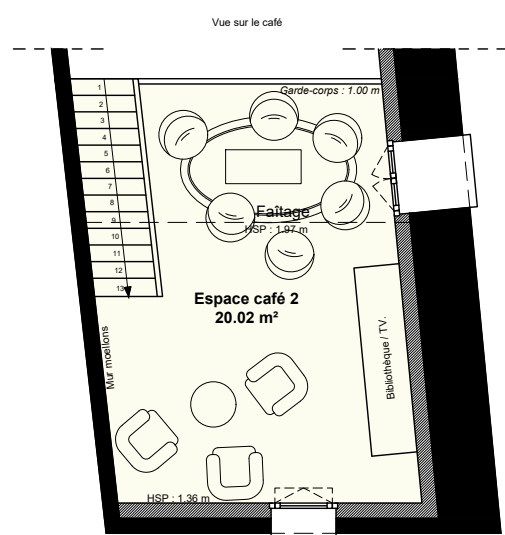 Vue sur le café
Garde-corps : 1.00 m
1
2
3
4
5
6
7
8
9
10
11
12
13
Faîtage
HSP : 1.97 m
Espace café 2
20.02 m²
Mur moellons
Bibliothèque / TV.
HSP : 1.36 m